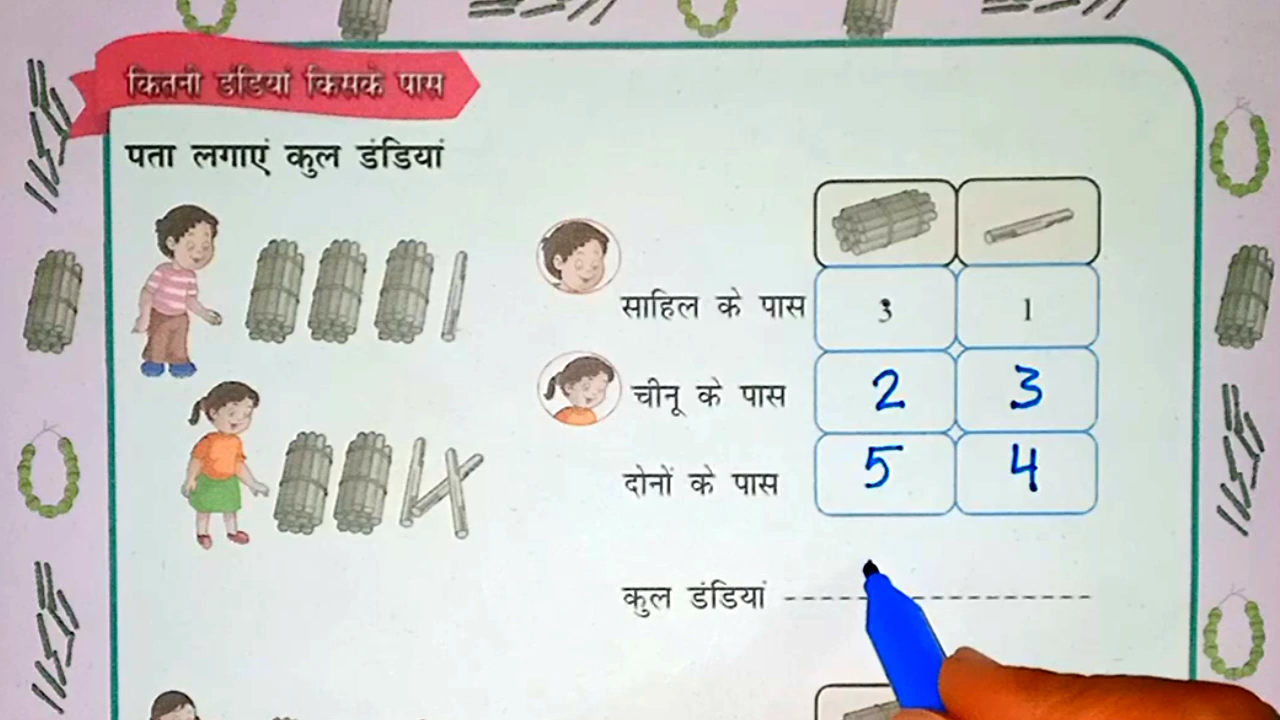 कितनी डंडियां किसके पास
पता लगाएं कुल डंडियां
साहिल के पास 3 1
चीनू के पास 2 3
दोनों के पास 5 4
कुल डंडियां